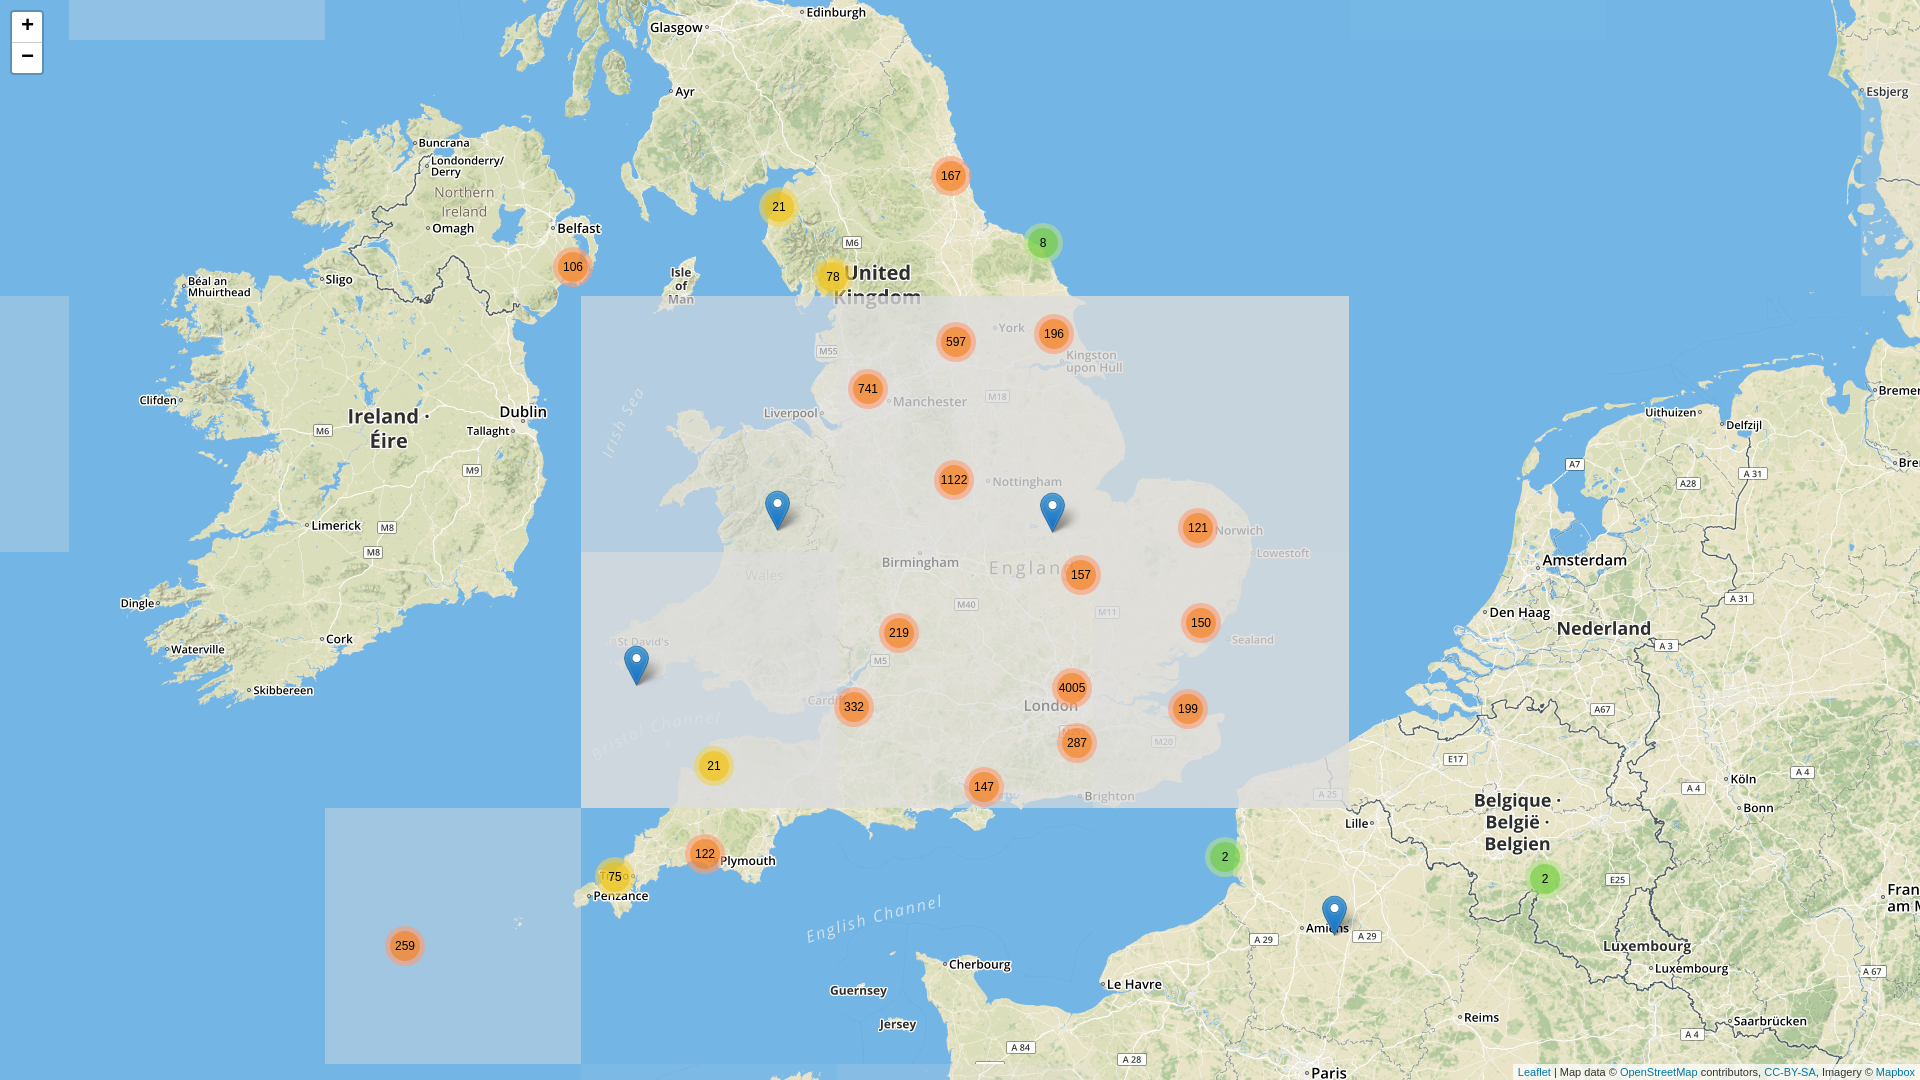 +
−
Glasgow
Edinburgh
Ayr
Esbjerg
Buncrana
Londonderry/
Derry
Northern
Ireland
Omagh
Belfast
167
21
8
M6
106
78
United
Kingdom
Isle
of
Man
Sligo
Béal an
Mhuirthead
York
196
597
M55
Kingston
upon Hull
741
Manchester
M18
Liverpool
Irish Sea
Clifden
Ireland ·
Éire
Dublin
Tallaght
M6
M9
Uithuizen
Delfzijl
Bremer
Bre
A7
A 31
A28
1122
Nottingham
121
Norwich
Lowestoft
Limerick
M8
M8
Birmingham
Englan
157
Wales
Amsterdam
M40
M11
A 31
Den Haag
Nederland
Dingle
Cork
Waterville
Skibbereen
219
150
Sealand
St David's
M5
A 3
4005
London
Cardiff
332
199
A67
Bristol Channel
287
M20
E17
21
147
Brighton
A 25
Köln
A 4
A 4
Bonn
Belgique ·
België ·
Belgien
Lille
122
Plymouth
75
Penzance
2
2
E25
Fran
am M
English Channel
259
Amiens
A 29
A 29
Luxembourg
Luxembourg
A 67
Cherbourg
Le Havre
Guernsey
Jersey
Reims
Saarbrücken
A 4
A 84
A 28
Paris
Leaflet | Map data © OpenStreetMap contributors, CC-BY-SA, Imagery © Mapbox